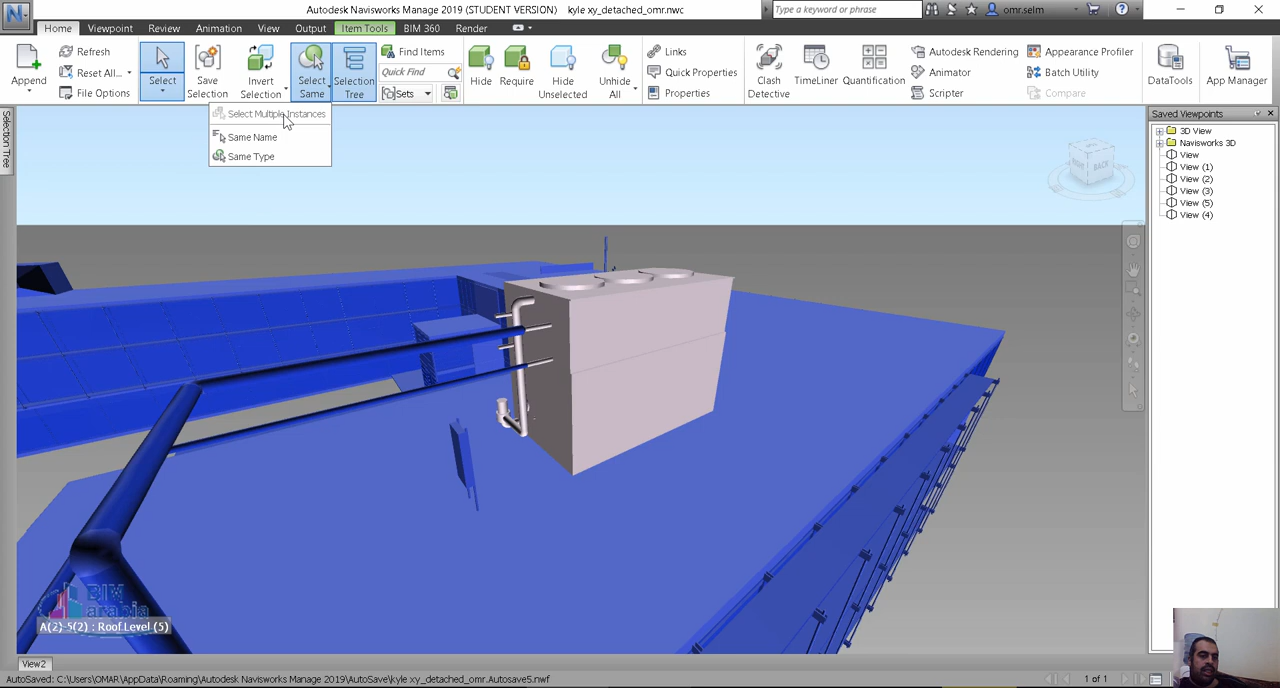 Autodesk Navisworks Manage 2019 (STUDENT VERSION) kyle xy_detached_omr.nwc
Type a keyword or phrase
omr.selm
Home Viewpoint Review Animation View Output Item Tools BIM 360 Render
Append
Refresh
Reset All...
File Options
Select
Save Selection
Invert Selection
Select Same
Selection Tree
Find Items
Quick Find
Sets
Hide
Require
Hide Unselected
Unhide All
Links
Quick Properties
Properties
Clash Detective
TimeLiner
Quantification
Autodesk Rendering
Animator
Scripter
Appearance Profiler
Batch Utility
Compare
DataTools
App Manager
Select Multiple Instances
Same Name
Same Type
Selection Tree
RIGHT BACK
Saved Viewpoints
3D View
Navisworks 3D
View
View (1)
View (2)
View (3)
View (5)
View (4)
BIM
arabia
A(2)-5(2) : Roof Level (5)
View2
AutoSaved: C:\Users\OMAR\AppData\Roaming\Autodesk Navisworks Manage 2019\AutoSave\kyle xy_detached_omr.Autosave5.nwf
1 of 1